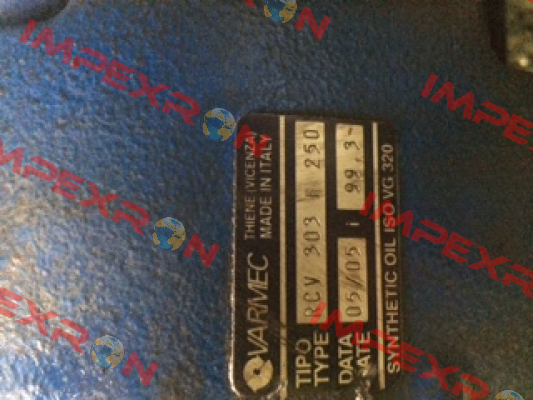 VARMEC THIENE (VICENZA)
MADE IN ITALY
TIPO
TYPE RCV 303 250
DATA
DATE 05/05 i 99,3-
SYNTHETIC OIL ISO VG 320
IMPEXRON
IMPEXRON
IMPEXRON
IMPEXRON
IMPEXRON
IMPEXRON